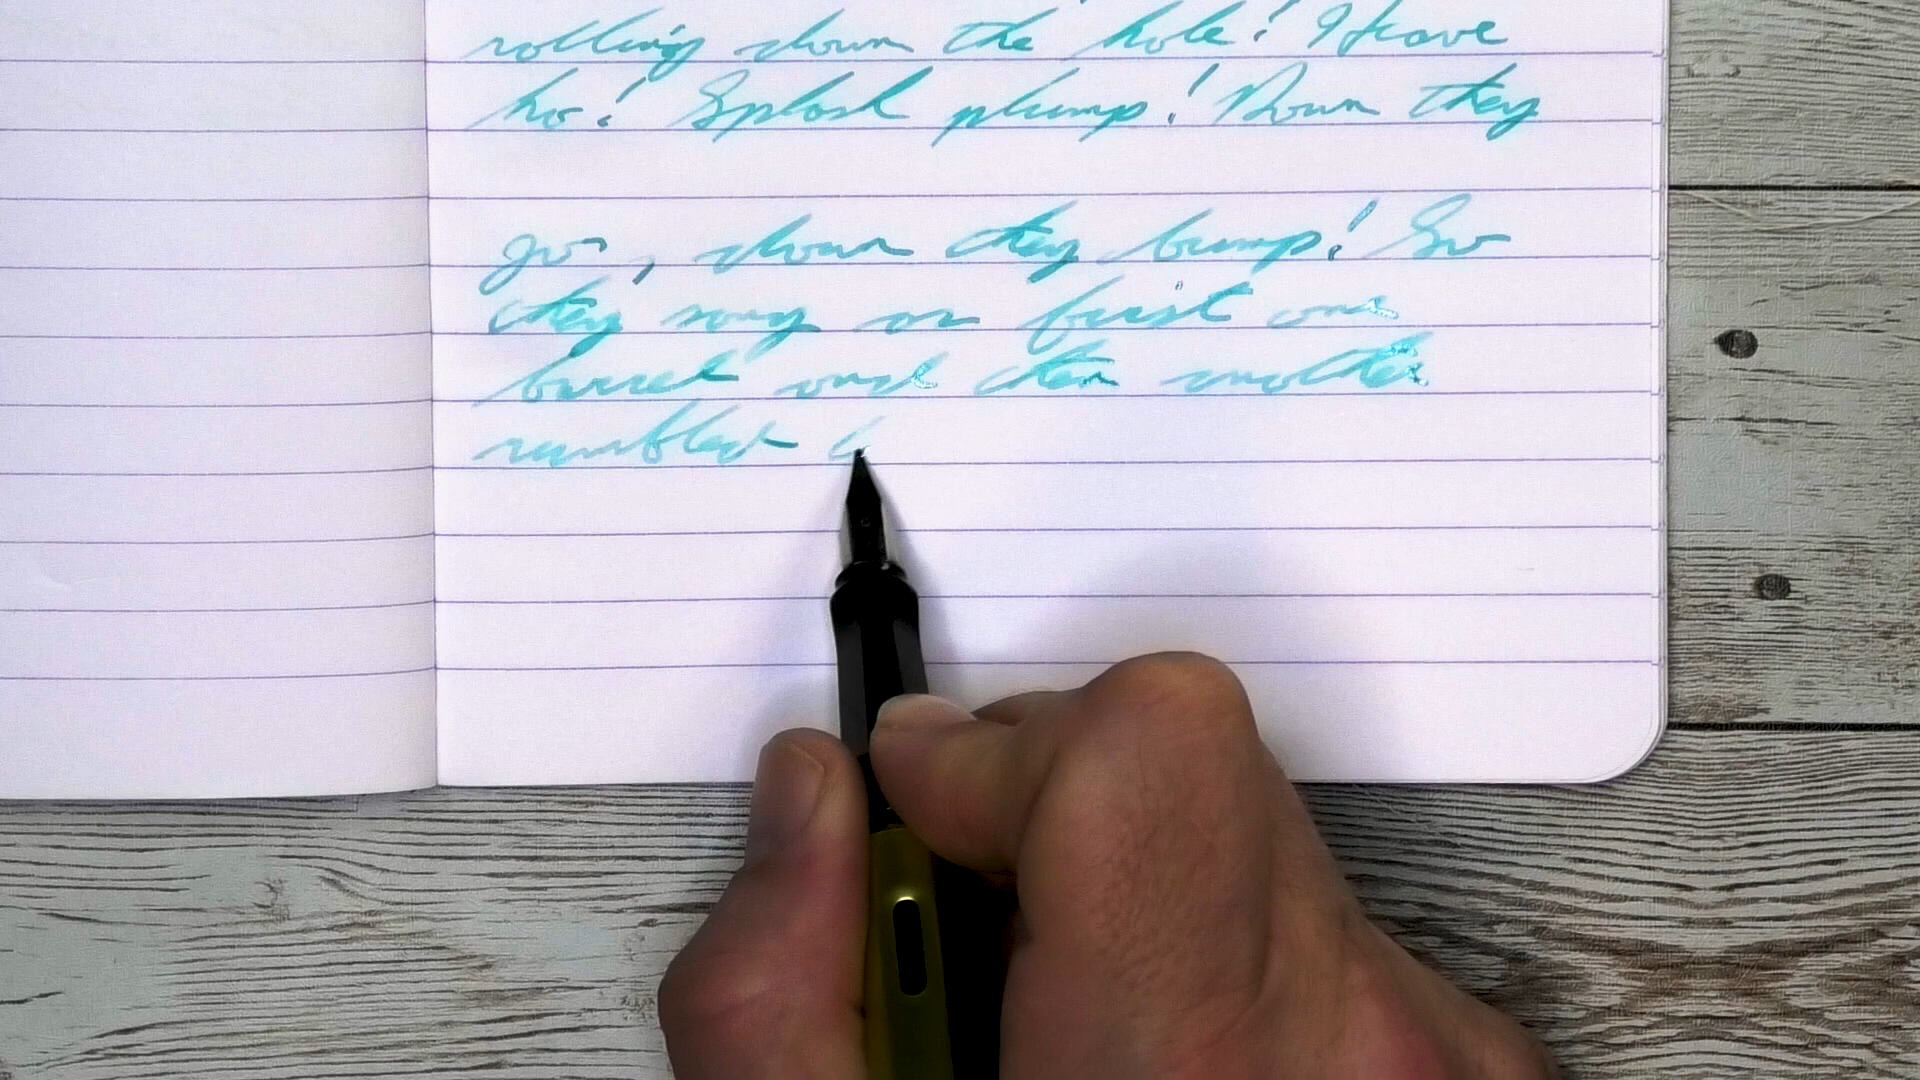 rolling down the hole! Heave
ho! Splash plump! Down they
go, down they bump! So
they sang as first one
barrel and then another
rumbled